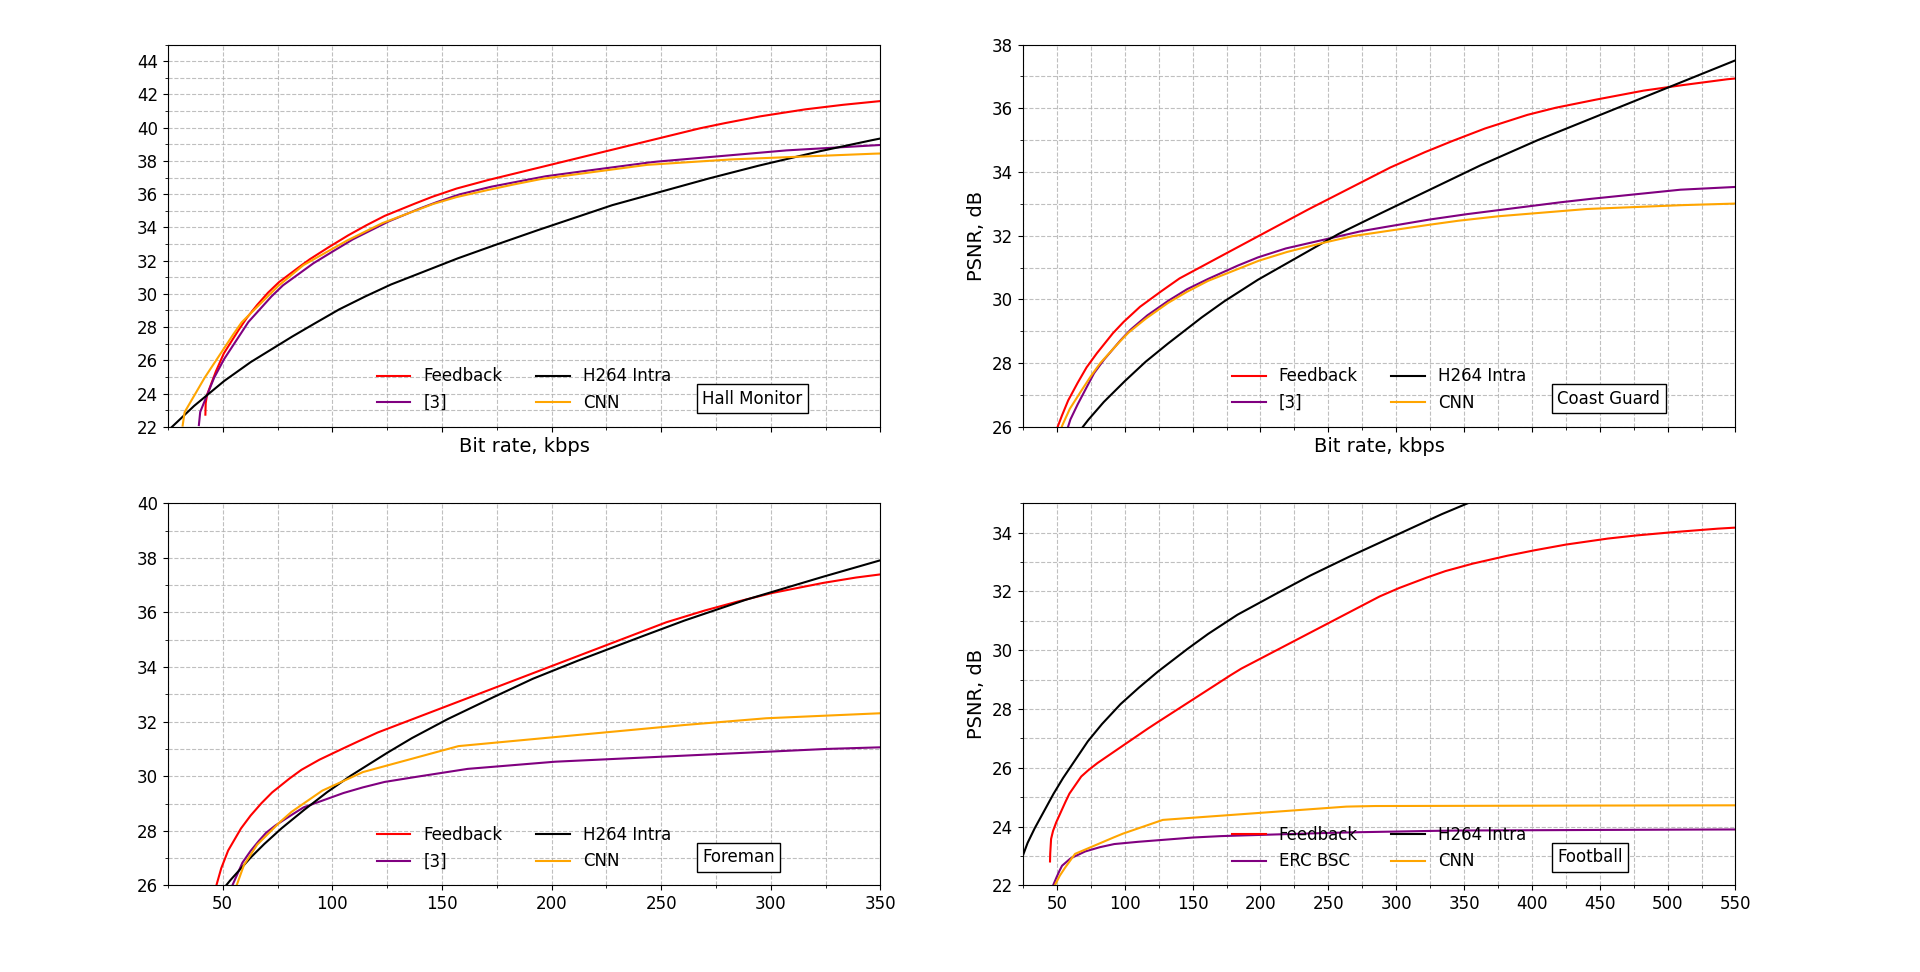 44
42
40
38
36
34
32
30
28
26
24
22
Feedback H264 Intra
[3] CNN
Hall Monitor
Bit rate, kbps
38
36
34
32
30
28
26
PSNR, dB
Feedback H264 Intra
[3] CNN
Coast Guard
Bit rate, kbps
40
38
36
34
32
30
28
26
Feedback H264 Intra
[3] CNN
Foreman
50 100 150 200 250 300 350
34
32
30
28
26
24
22
PSNR, dB
Feedback H264 Intra
ERC BSC CNN
Football
50 100 150 200 250 300 350 400 450 500 550